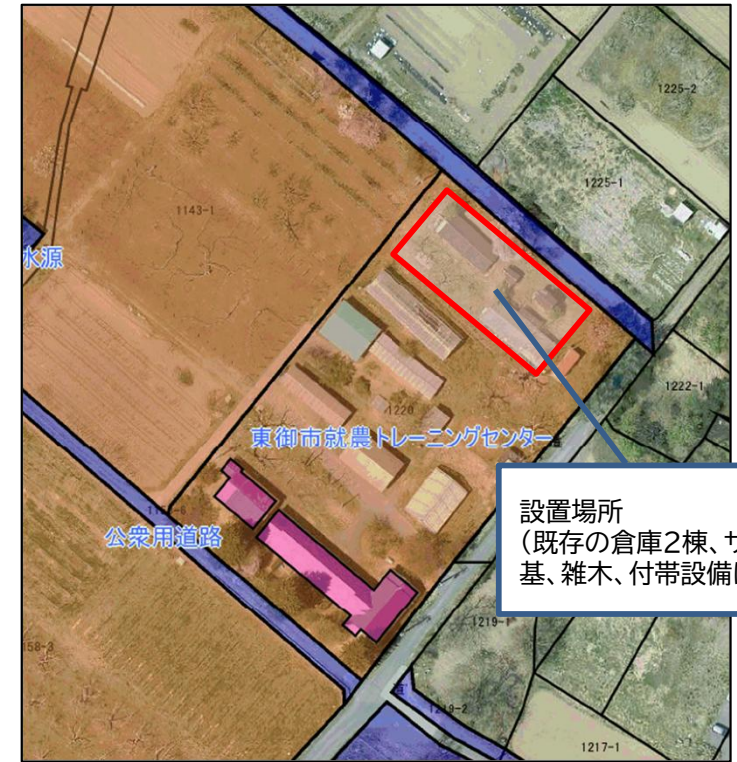 1225-2
1225-1
1143-1
水源
1222-1
1220
東御市就農トレーニングセンター
公衆用道路
設置場所
(既存の倉庫2棟、サ
基、雑木、付帯設備
1219-1
158-3
1219-2
1217-1